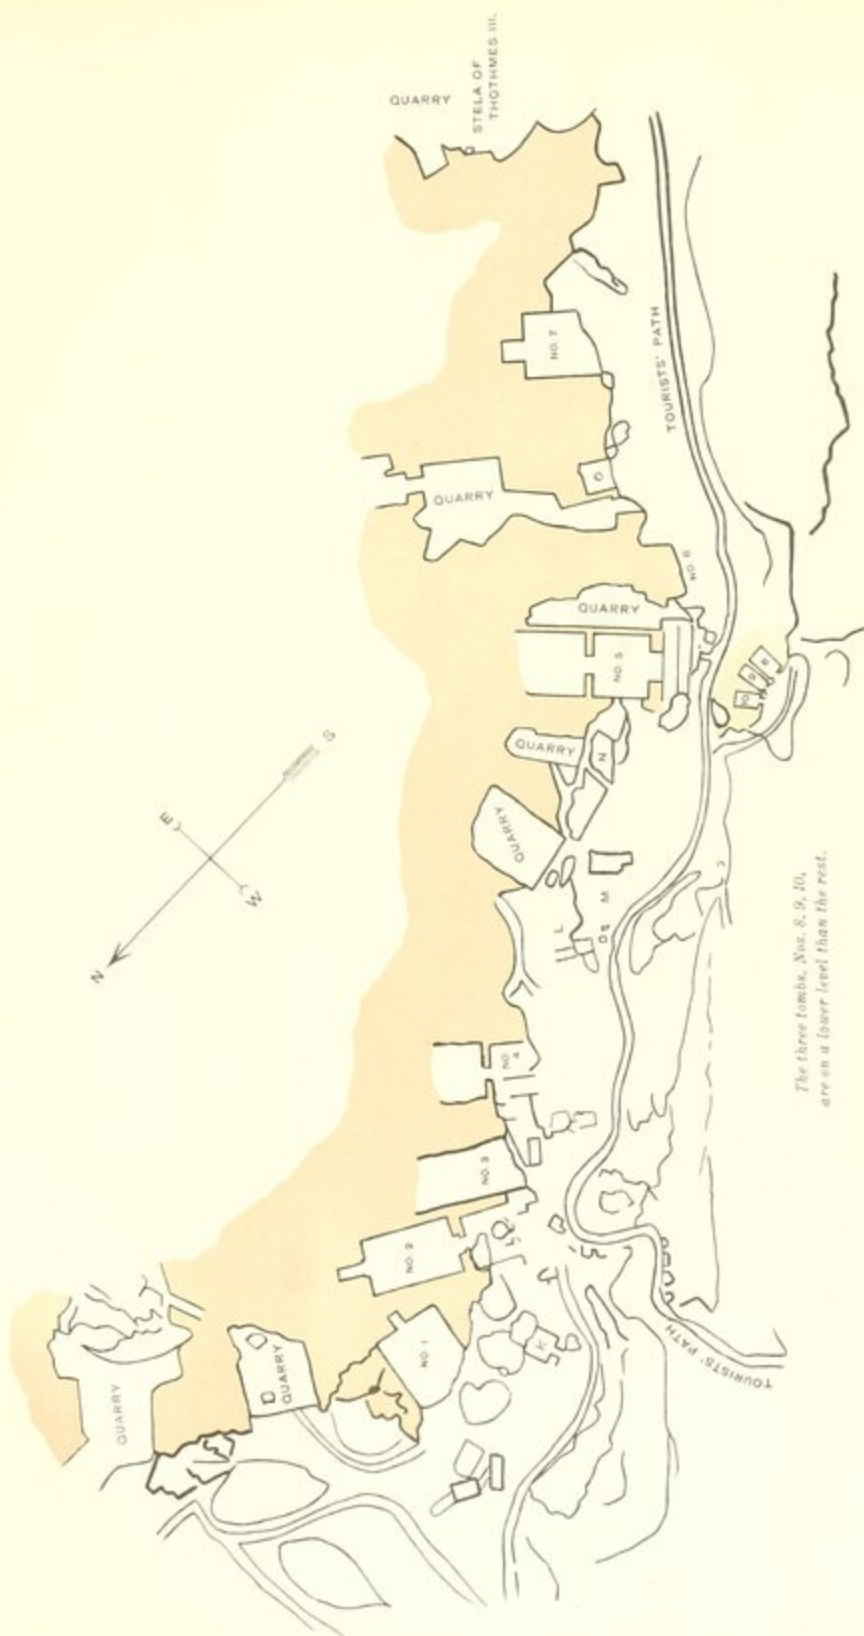 QUARRY
STELA OF
THOTHMES III.
NO. 7
TOURISTS' PATH
QUARRY
O
NO. 6
QUARRY
NO. 5
QUARRY
N
QUARRY
S
E
W
N
M
L
NO. 4
The three tombs, Nos. 8, 9, 10,
are on a lower level than the rest.
NO. 3
NO. 2
NO. 1
K
QUARRY
QUARRY
TOURISTS' PATH